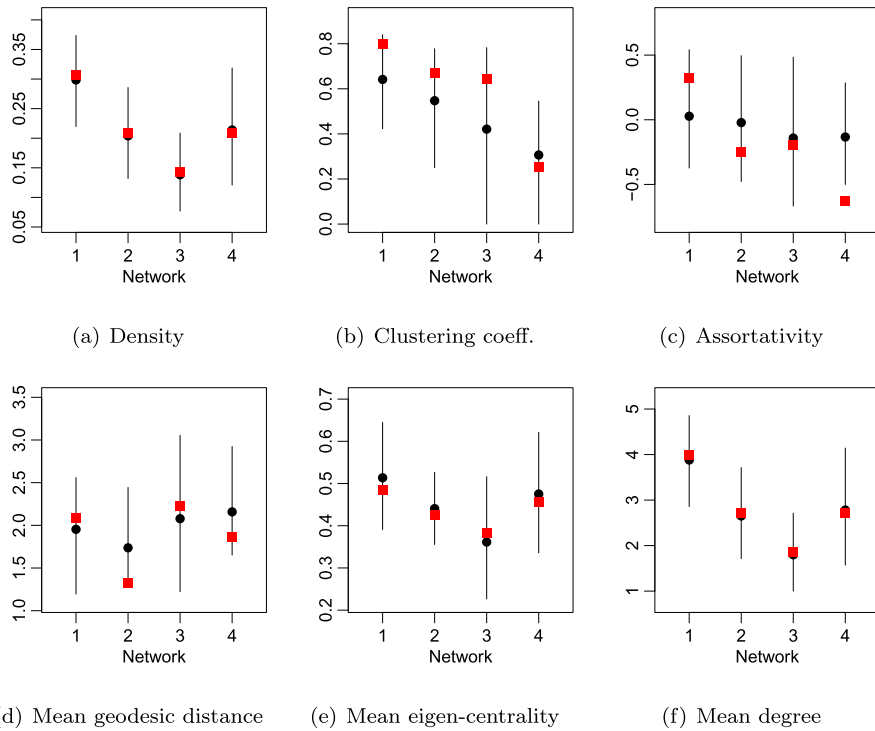 0.05 0.15 0.25 0.35
1 2 3 4
Network
(a) Density
0.0 0.2 0.4 0.6 0.8
1 2 3 4
Network
(b) Clustering coeff.
−0.5 0.0 0.5
1 2 3 4
Network
(c) Assortativity
1.0 1.5 2.0 2.5 3.0 3.5
1 2 3 4
Network
d) Mean geodesic distance
0.2 0.3 0.4 0.5 0.6 0.7
1 2 3 4
Network
(e) Mean eigen-centrality
1 2 3 4 5
1 2 3 4
Network
(f) Mean degree